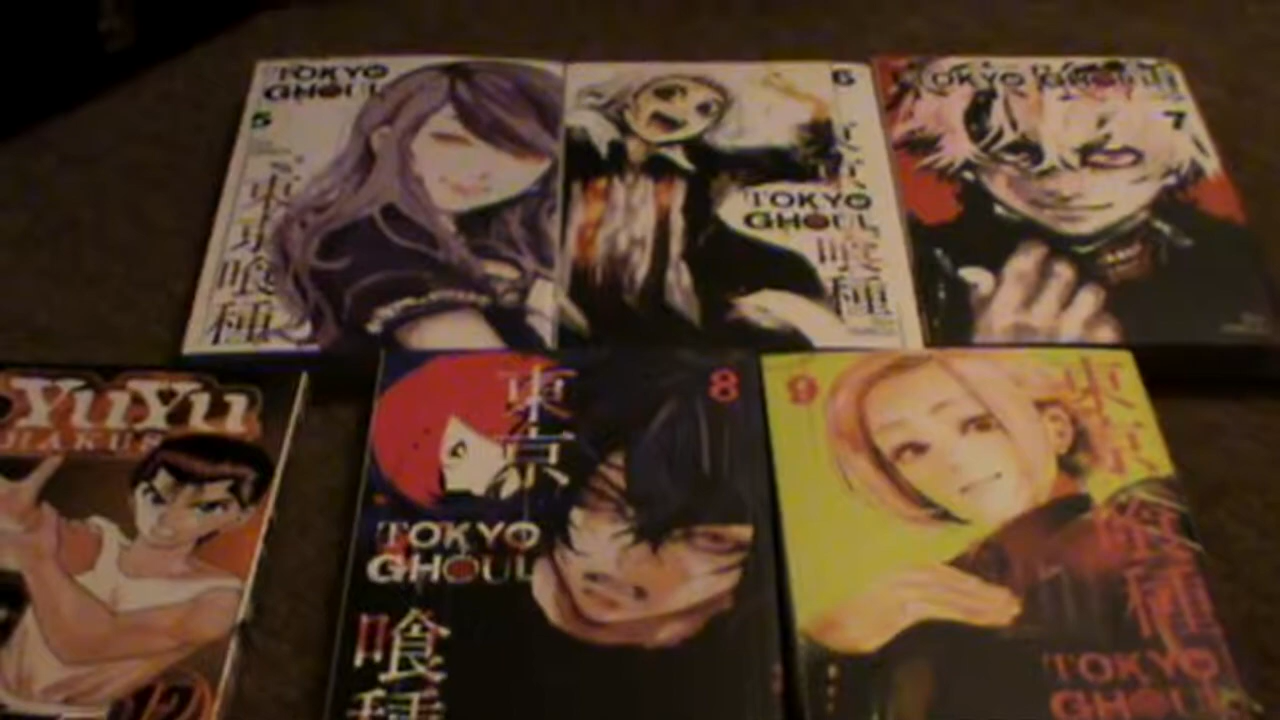 TOKYO
GHOUL
5
東
京
喰
種
6
TOKYO
GHOUL
喰
種
TOKYO GHOUL
7
YuYu
HAKUSH
12
東
京
8
TOKYO
GHOUL
喰
種
9
東
京
喰
種
TOKYO
GHOUL